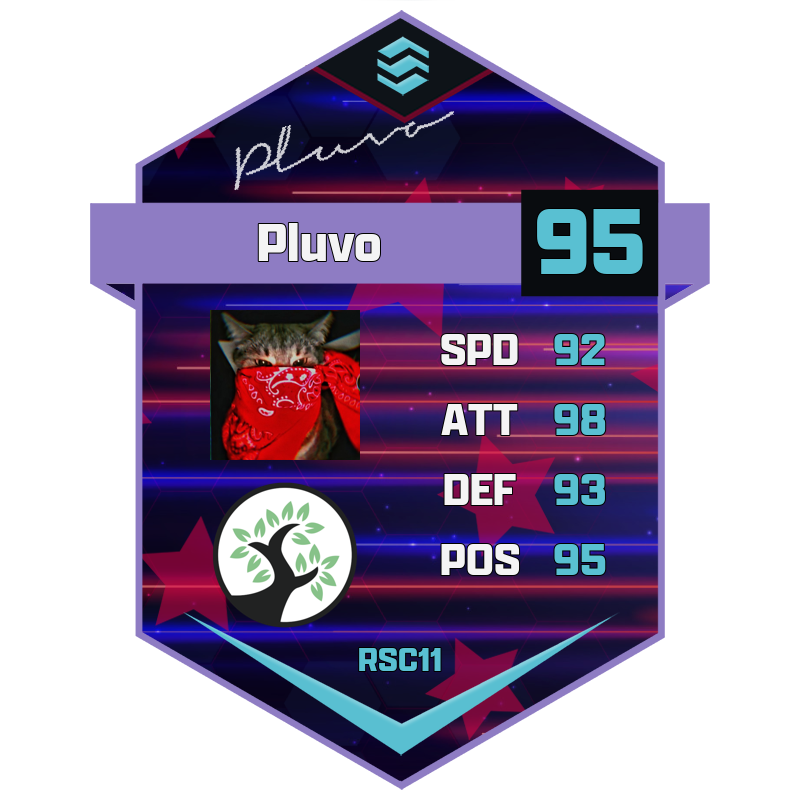 Pluvo
Pluvo 95
SPD 92
ATT 98
DEF 93
POS 95
RSC11